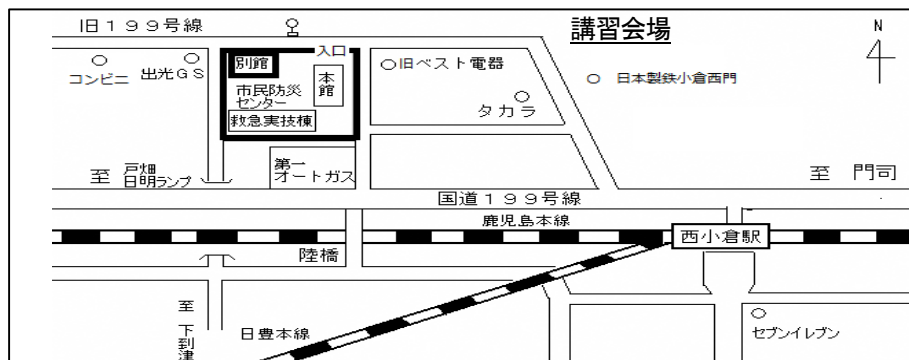 旧１９９号線
講習会場
N
入口
コンビニ
出光ＧＳ
別館
本館
市民防災
センター
救急実技棟
旧ベスト電器
タカラ
日本製鉄小倉西門
至 戸畑
日明ランプ
第一
オートガス
至 門司
国道１９９号線
鹿児島本線
西小倉駅
陸橋
至 下到津
日豊本線
セブンイレブン